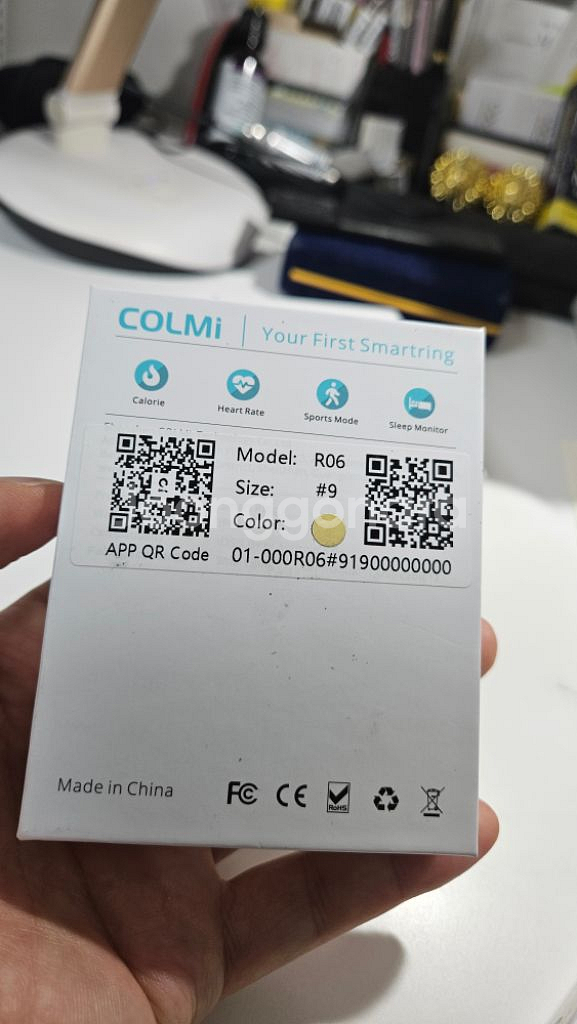 COLMi | Your First Smartring
Calorie
Heart Rate
Sports Mode
Sleep Monitor
Model: R06
Size: #9
Color:
APP QR Code
01-000R06#91900000000
Made in China
FC CE RoHS